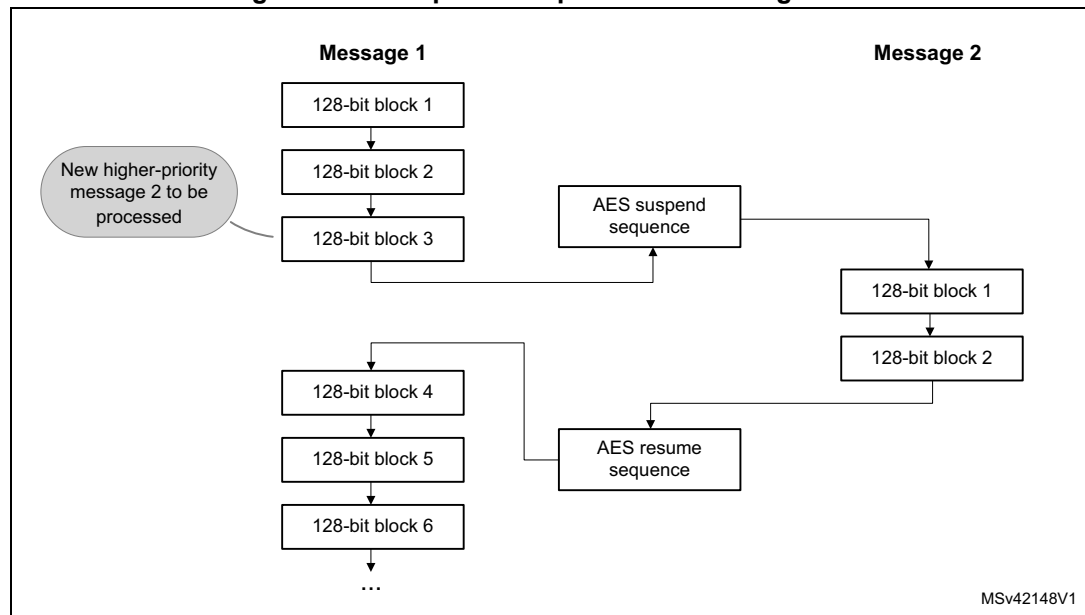 Message 1
Message 2
128-bit block 1
128-bit block 2
128-bit block 3
New higher-priority
message 2 to be
processed
AES suspend
sequence
128-bit block 1
128-bit block 2
AES resume
sequence
128-bit block 4
128-bit block 5
128-bit block 6
...
MSv42148V1